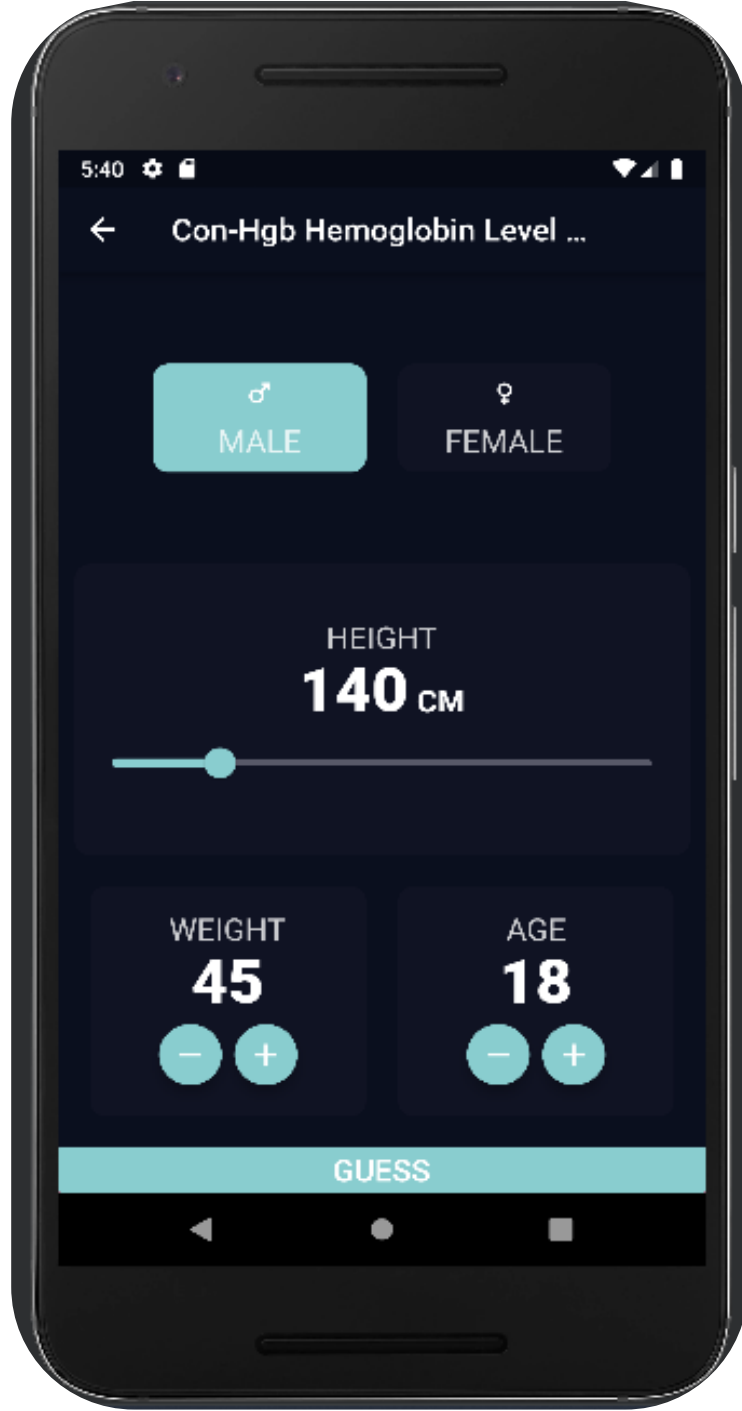 5:40
Con-Hgb Hemoglobin Level ...
MALE
FEMALE
HEIGHT
140 CM
WEIGHT
45
AGE
18
GUESS